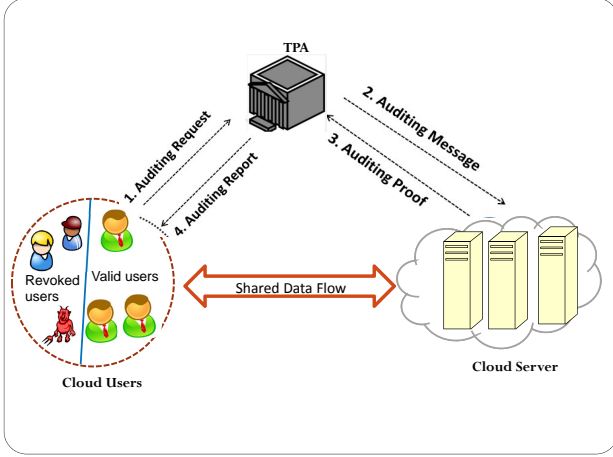 TPA
1. Auditing Request
4. Auditing Report
2. Auditing Message
3. Auditing Proof
Revoked
users
Valid users
Shared Data Flow
Cloud Users
Cloud Server